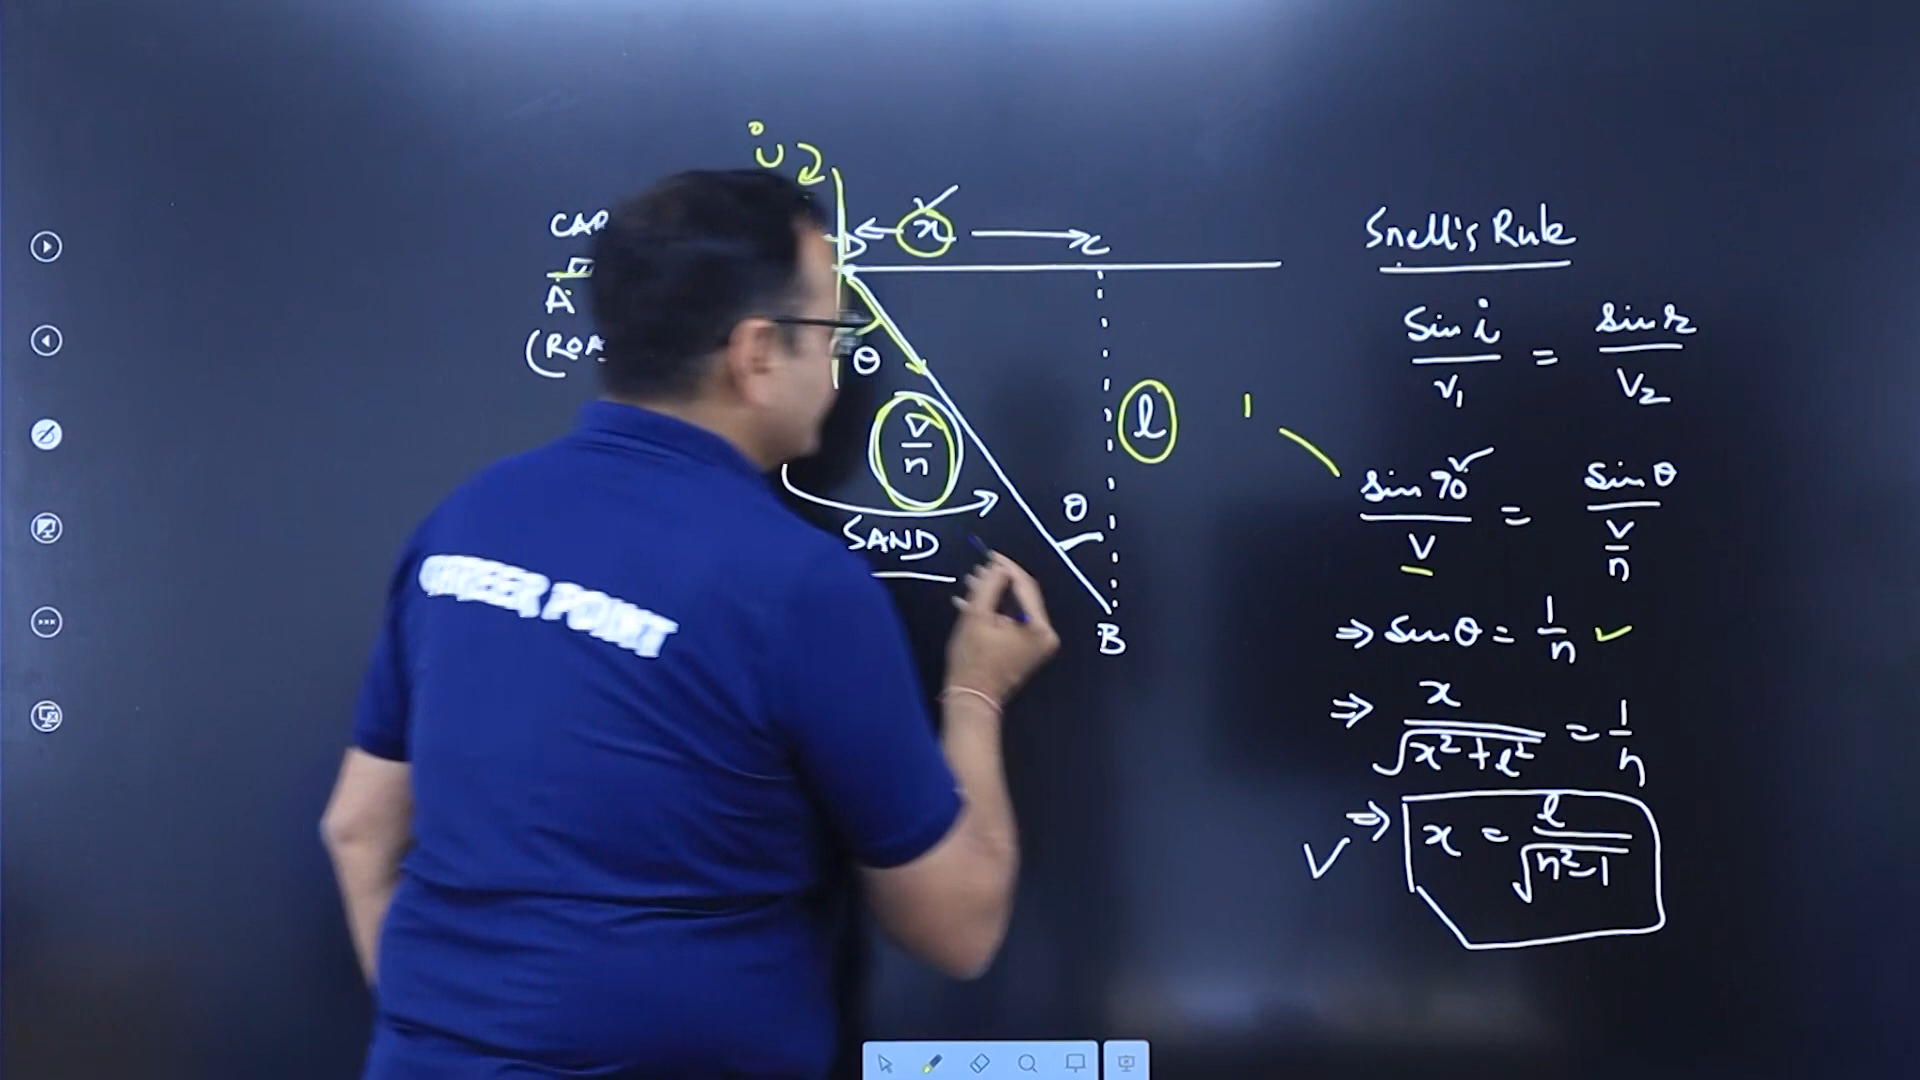 υ
x
C
CAR
A
(ROA
θ
v/n
l
SAND
θ
B
Snell's Rule
Sin i / v₁ = sin r / v₂
sin 90 / v = sin θ / (v/n)
⇒ sin θ = 1/n
⇒ x / √(x² + l²) = 1/n
⇒ x = l / √(n² - 1)
CAREER POINT